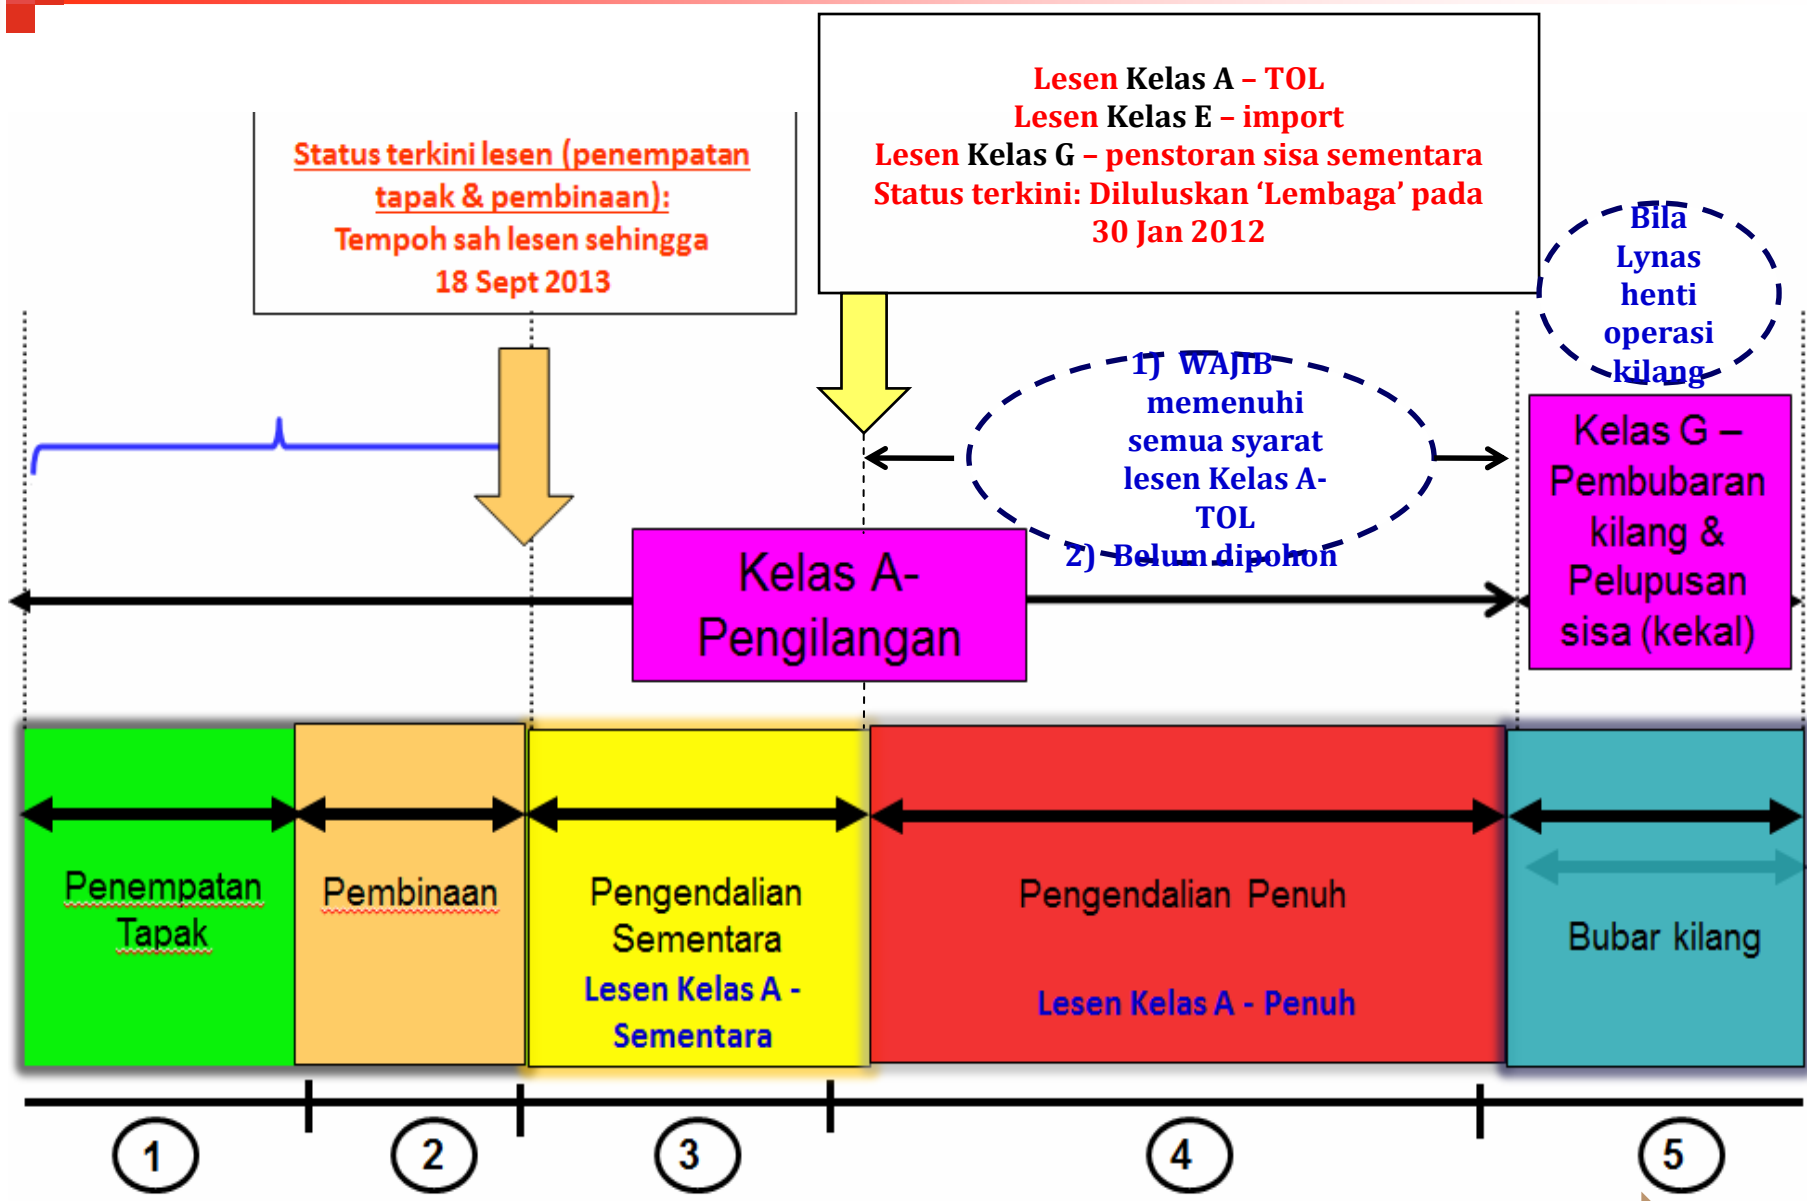 Lesen Kelas A – TOL
Lesen Kelas E – import
Lesen Kelas G – penstoran sisa sementara
Status terkini: Diluluskan ‘Lembaga’ pada
30 Jan 2012
Status terkini lesen (penempatan
tapak & pembinaan):
Tempoh sah lesen sehingga
18 Sept 2013
Bila
Lynas
henti
operasi
kilang
1) WAJIB
memenuhi
semua syarat
lesen Kelas A-
TOL
2) Belum dipohon
Kelas G –
Pembubaran
kilang &
Pelupusan
sisa (kekal)
Kelas A-
Pengilangan
Penempatan
Tapak
Pembinaan
Pengendalian
Sementara
Lesen Kelas A -
Sementara
Pengendalian Penuh
Lesen Kelas A - Penuh
Bubar kilang
1
2
3
4
5